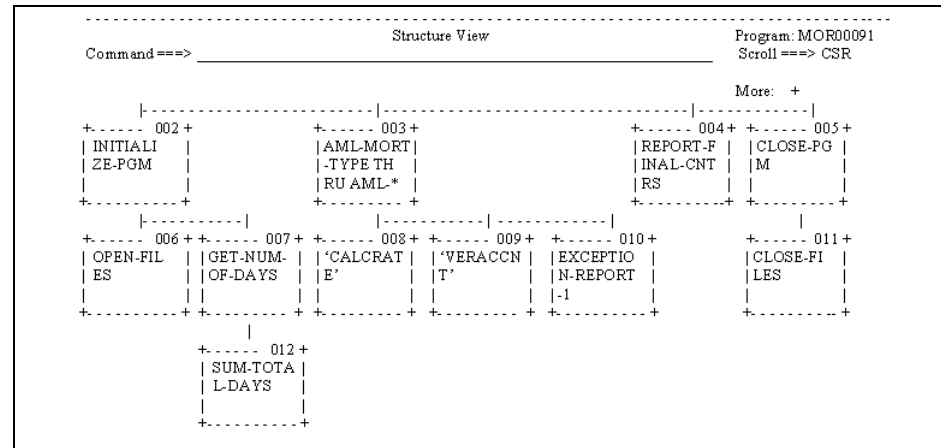 Structure View Program: MOR00091
Command ===> Scroll ===> CSR
More: +
002 003 004 005
INITIALI AML-MORT REPORT-F CLOSE-PG
ZE-PGM -TYPE TH INAL-CNT M
RU AML-* RS
006 007 008 009 010 011
OPEN-FIL GET-NUM- ‘CALCRAT ‘VERACCN EXCEPTIO CLOSE-FI
ES OF-DAYS E’ T’ N-REPORT LES
-1
012
SUM-TOTA
L-DAYS